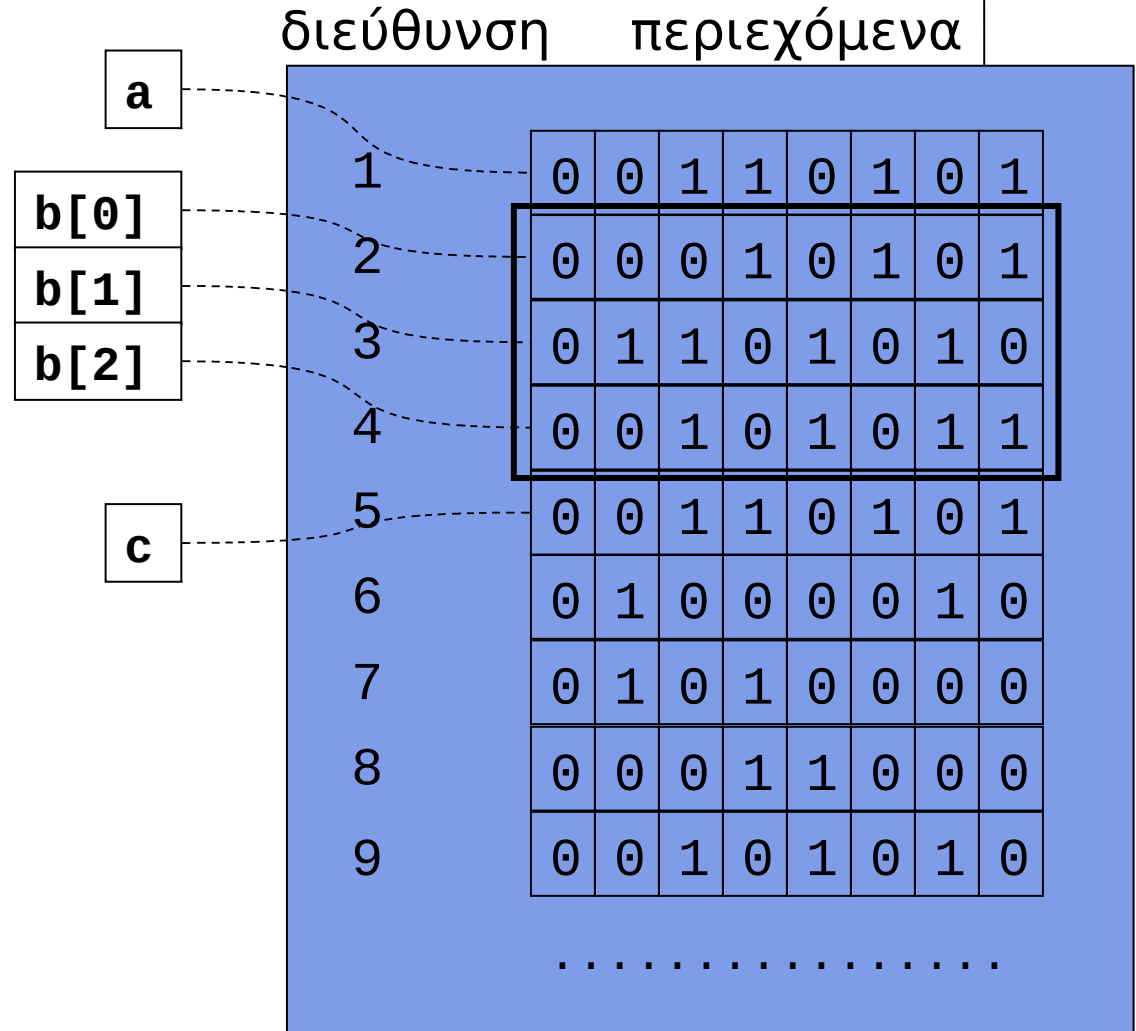 διεύθυνση περιεχόμενα
a
1 0 0 1 1 0 1 0 1
b[0]
2 0 0 0 1 0 1 0 1
b[1]
3 0 1 1 0 1 0 1 0
b[2]
4 0 0 1 0 1 0 1 1
c
5 0 0 1 1 0 1 0 1
6 0 1 0 0 0 0 1 0
7 0 1 0 1 0 0 0 0
8 0 0 0 1 1 0 0 0
9 0 0 1 0 1 0 1 0
................